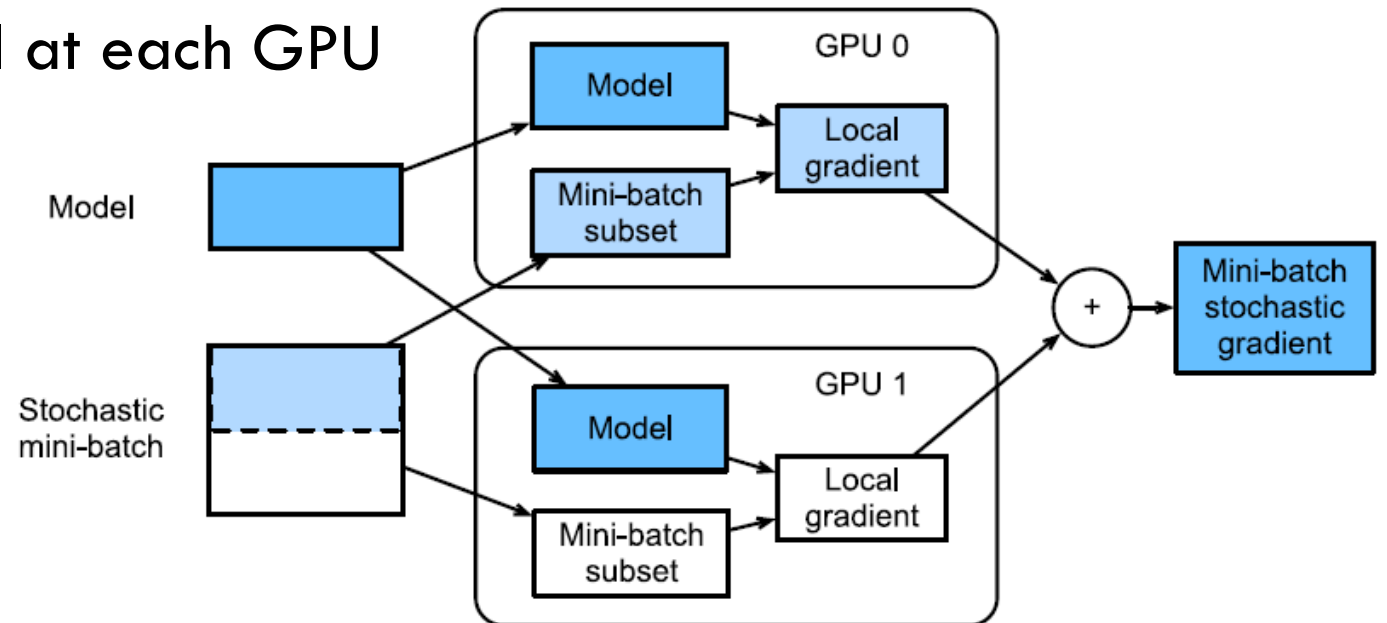 at each GPU
GPU 0
Model
Local
gradient
Mini-batch
subset
Model
Stochastic
mini-batch
GPU 1
Model
Local
gradient
Mini-batch
subset
+
Mini-batch
stochastic
gradient